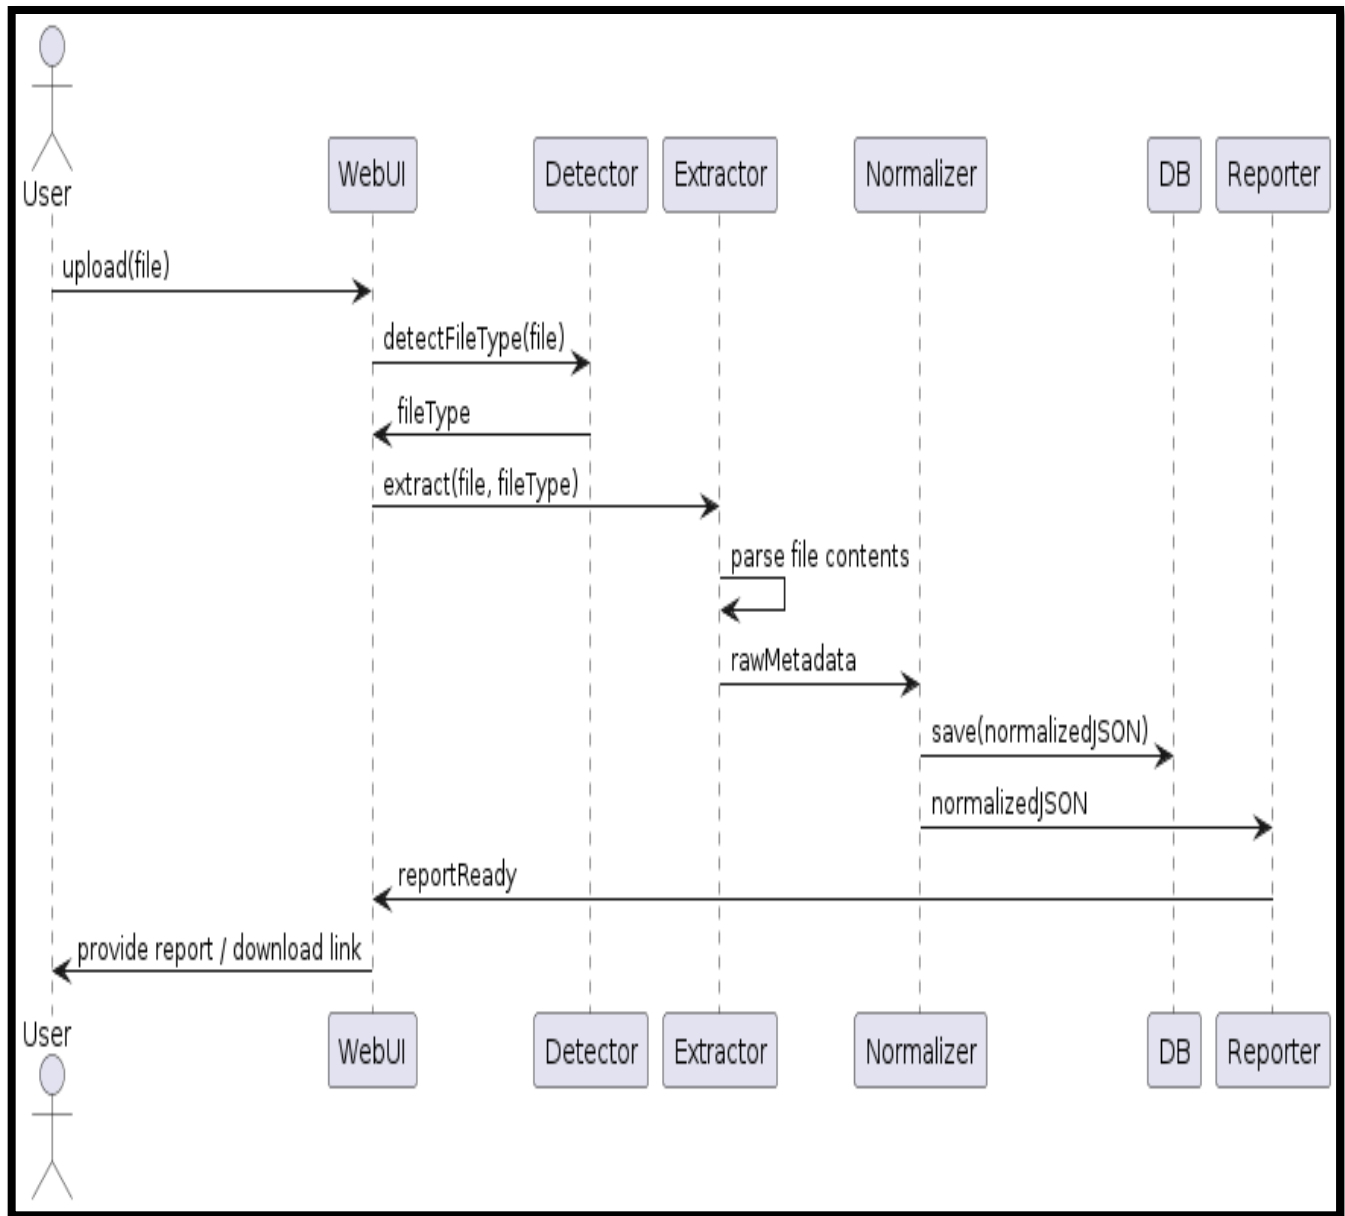 User
WebUI
Detector
Extractor
Normalizer
DB
Reporter
upload(file)
detectFileType(file)
fileType
extract(file, fileType)
parse file contents
rawMetadata
save(normalizedJSON)
normalizedJSON
reportReady
provide report / download link
User
WebUI
Detector
Extractor
Normalizer
DB
Reporter